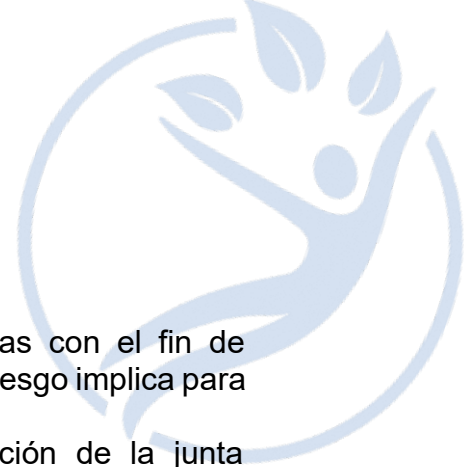 as con el fin de
esgo implica para
ción de la junta